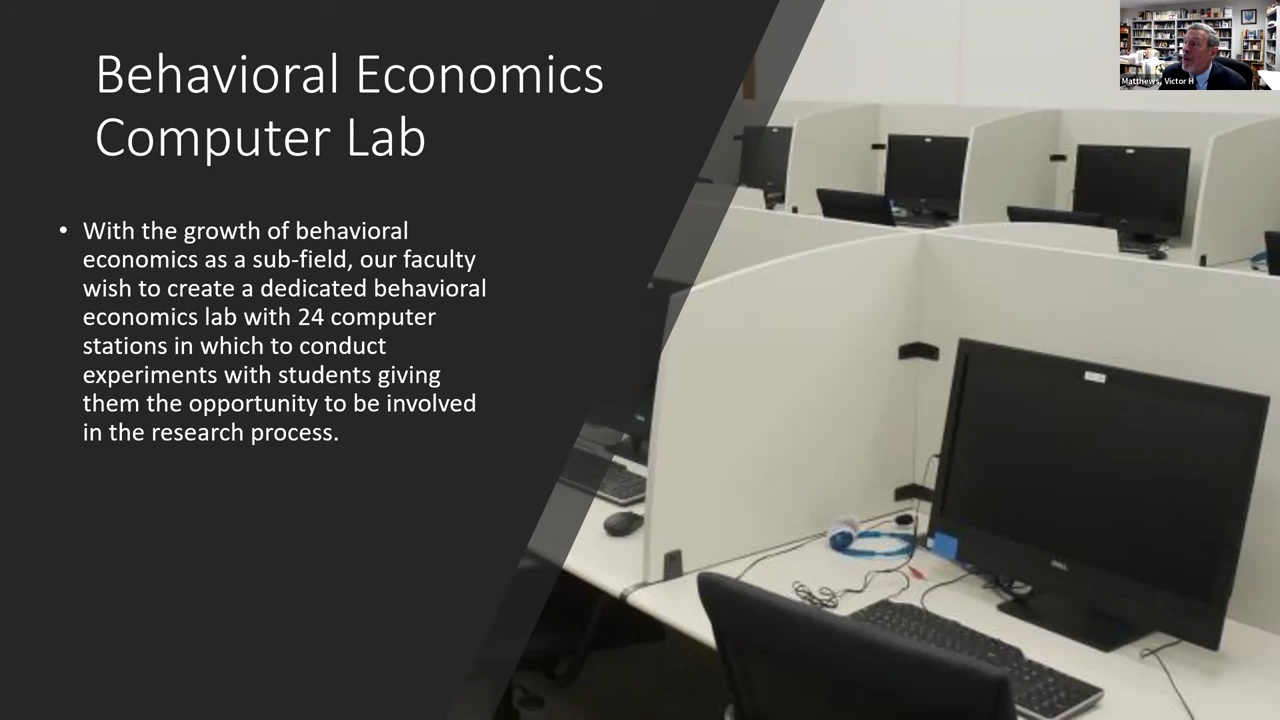 Behavioral Economics
Computer Lab
• With the growth of behavioral
economics as a sub-field, our faculty
wish to create a dedicated behavioral
economics lab with 24 computer
stations in which to conduct
experiments with students giving
them the opportunity to be involved
in the research process.
Matthews, Victor H